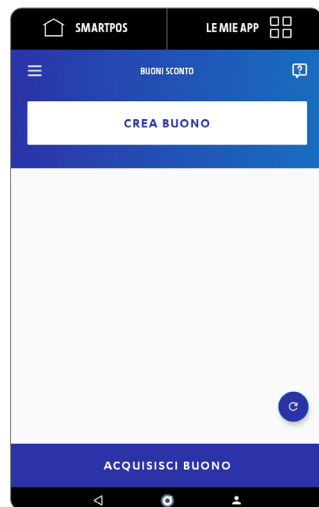 SMARTPOS
LE MIE APP
BUONI SCONTO
?
CREA BUONO
ACQUISISCI BUONO